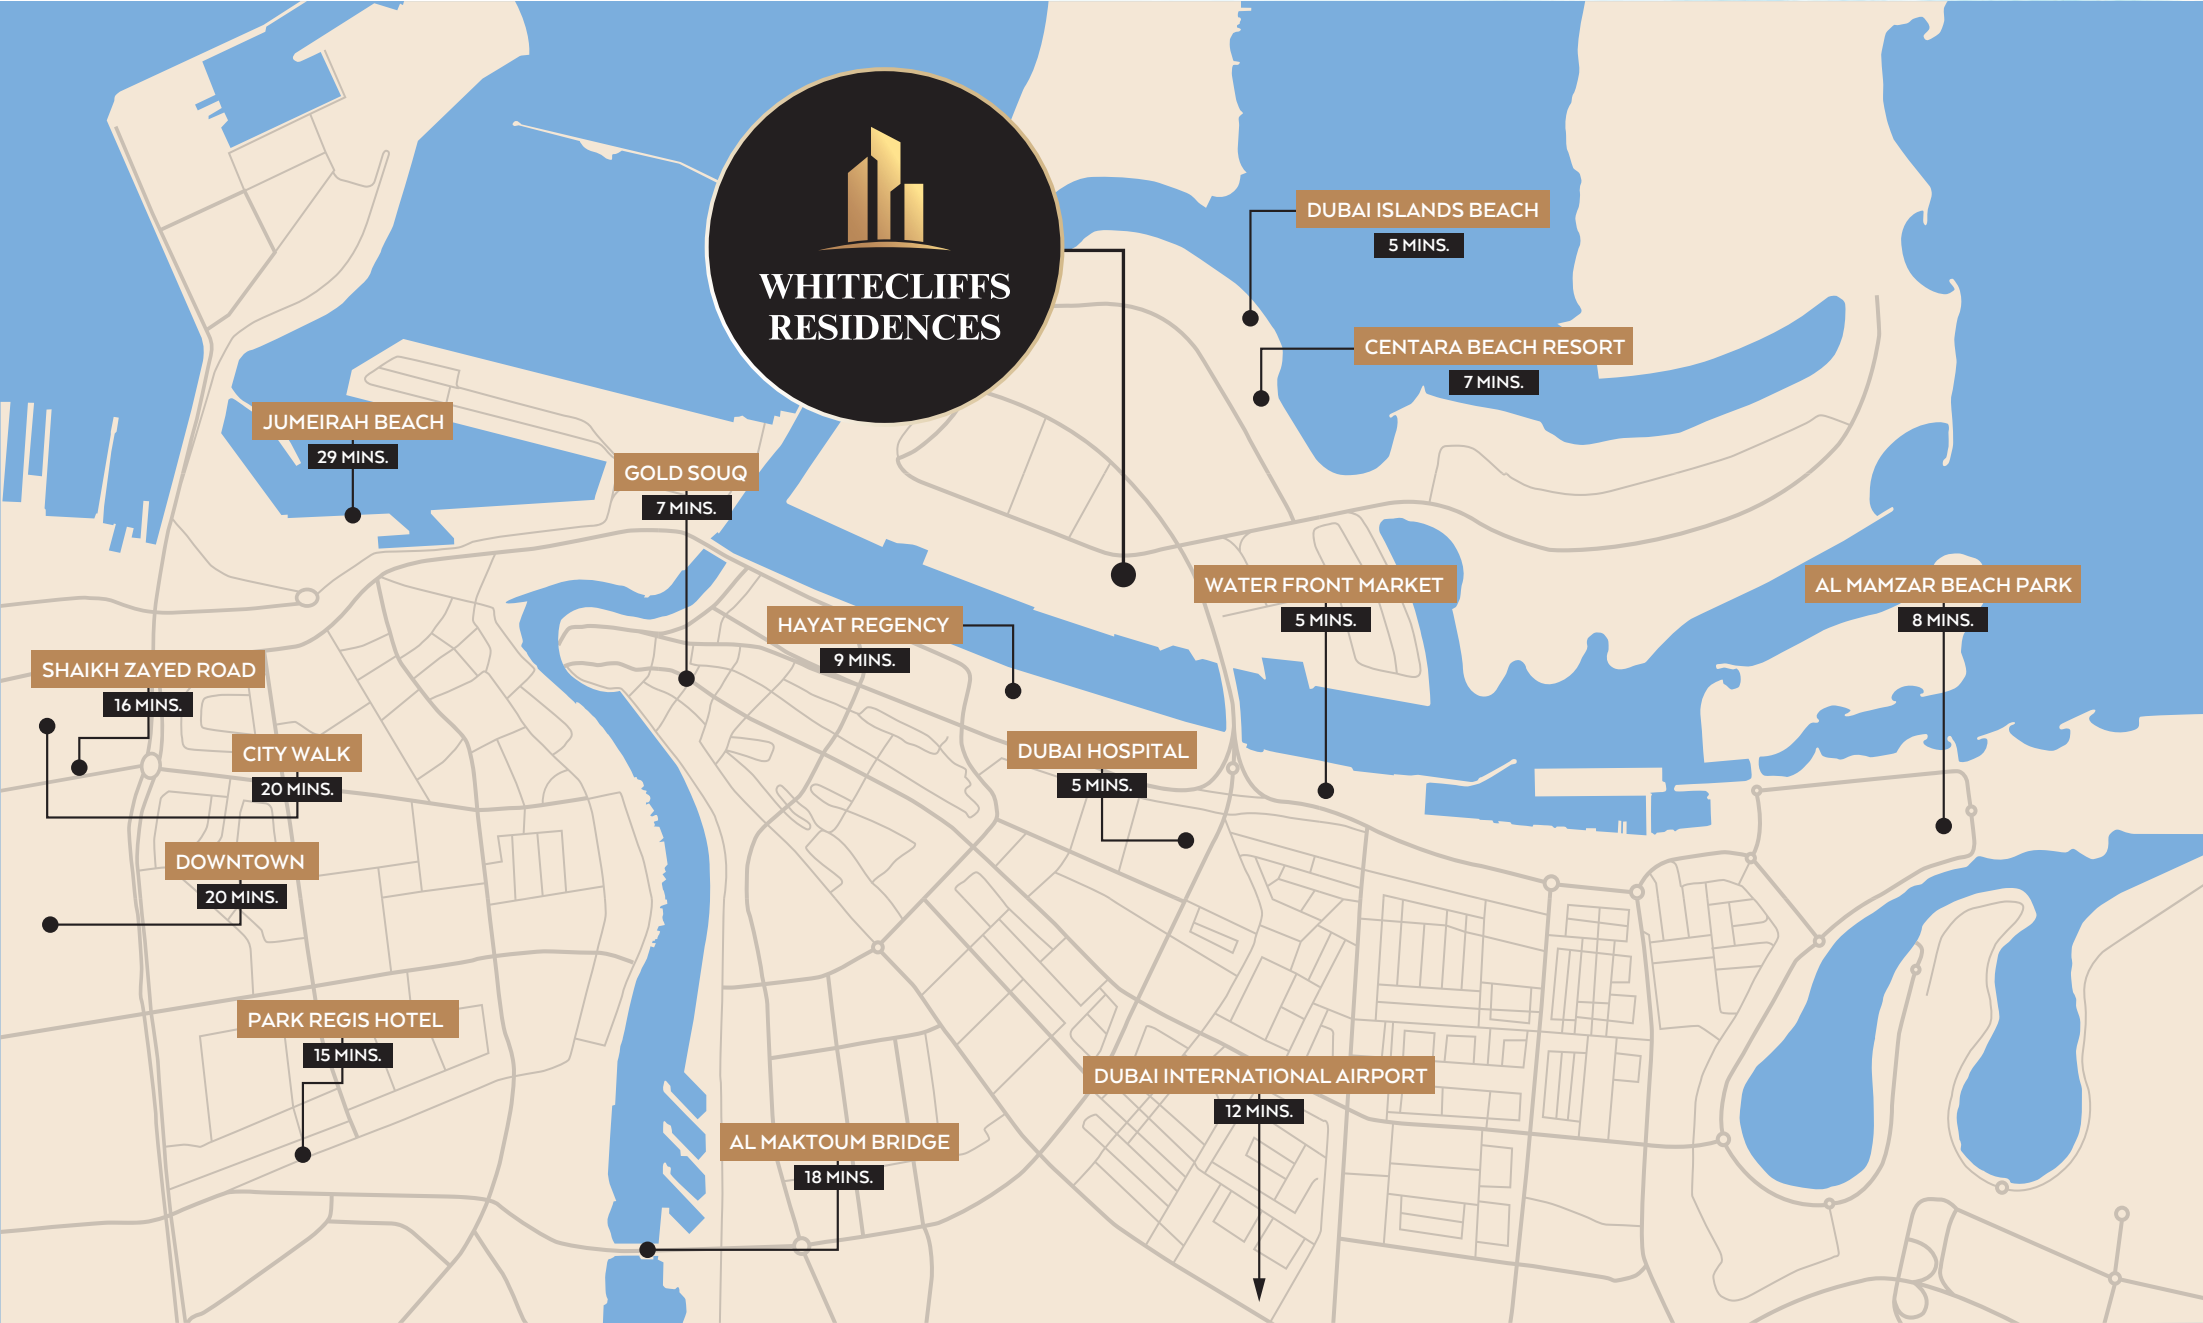 WHITECLIFFS
RESIDENCES
DUBAI ISLANDS BEACH
5 MINS.
CENTARA BEACH RESORT
7 MINS.
JUMEIRAH BEACH
29 MINS.
GOLD SOUQ
7 MINS.
WATER FRONT MARKET
5 MINS.
AL MAMZAR BEACH PARK
8 MINS.
HAYAT REGENCY
9 MINS.
SHAIKH ZAYED ROAD
16 MINS.
CITY WALK
20 MINS.
DUBAI HOSPITAL
5 MINS.
DOWNTOWN
20 MINS.
PARK REGIS HOTEL
15 MINS.
DUBAI INTERNATIONAL AIRPORT
12 MINS.
AL MAKTOUM BRIDGE
18 MINS.